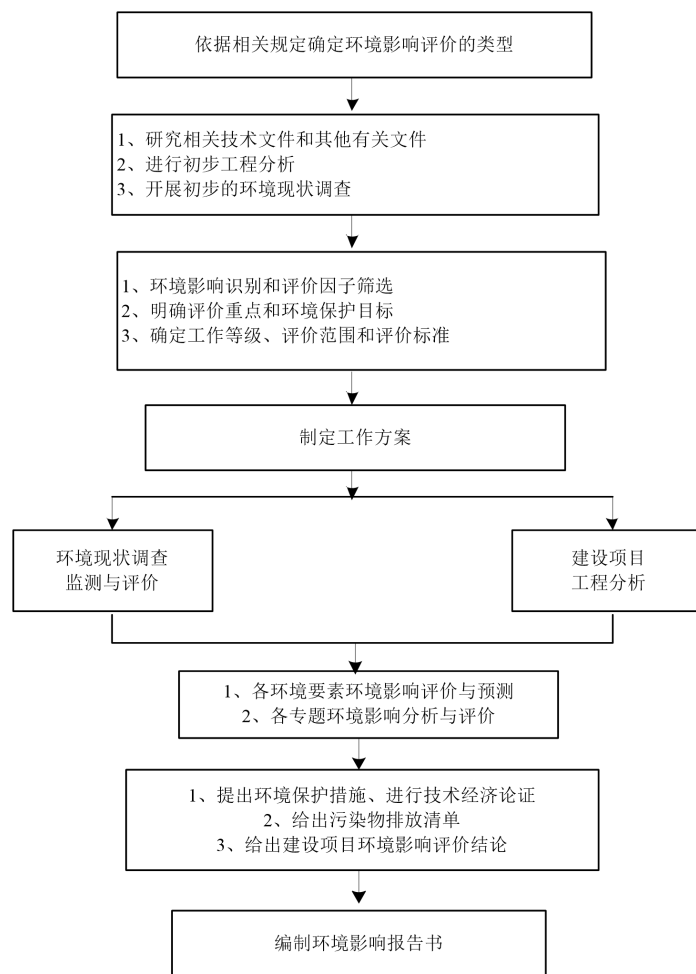 依据相关规定确定环境影响评价的类型
1、研究相关技术文件和其他有关文件
2、进行初步工程分析
3、开展初步的环境现状调查
1、环境影响识别和评价因子筛选
2、明确评价重点和环境保护目标
3、确定工作等级、评价范围和评价标准
制定工作方案
环境现状调查
监测与评价
建设项目
工程分析
1、各环境要素环境影响评价与预测
2、各专题环境影响分析与评价
1、提出环境保护措施、进行技术经济论证
2、给出污染物排放清单
3、给出建设项目环境影响评价结论
编制环境影响报告书